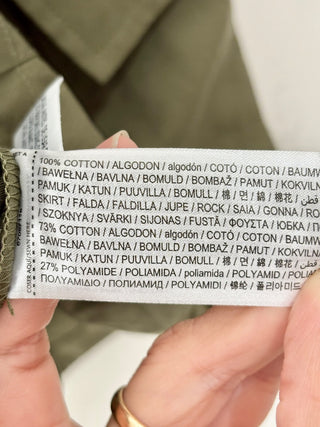 100% COTTON / ALGODON / algodón / COTÓ / COTON / BAUMW
/ BAWEŁNA / BAVLNA / BOMULD / BOMBAŽ / PAMUT / KOKVILN
PAMUK / KATUN / PUUVILLA / BOMULL / 棉 / 면 / 綿 / 棉花 / قطن
SKIRT / FALDA / FALDILLA / JUPE / ROCK / SAIA / GONNA / RO
/ SZOKNYA / SVĀRKI / SIJONAS / FUSTĂ / ΦΟΥΣΤΑ / ЮБКА / П
73% COTTON / ALGODON / algodón / COTÓ / COTON / BAUMW
BAWEŁNA / BAVLNA / BOMULD / BOMBAŽ / PAMUT / KOKVILN
PAMUK / KATUN / PUUVILLA / BOMULL / 棉 / 면 / 綿 / 棉花 / قطن
27% POLYAMIDE / POLIAMIDA / poliamida / POLYAMID / POLIA
ΠΟΛΥΑΜΙΔΙΟ / ПОЛИАМИД / POLYAMIDI / 锦纶 / 폴리아미드